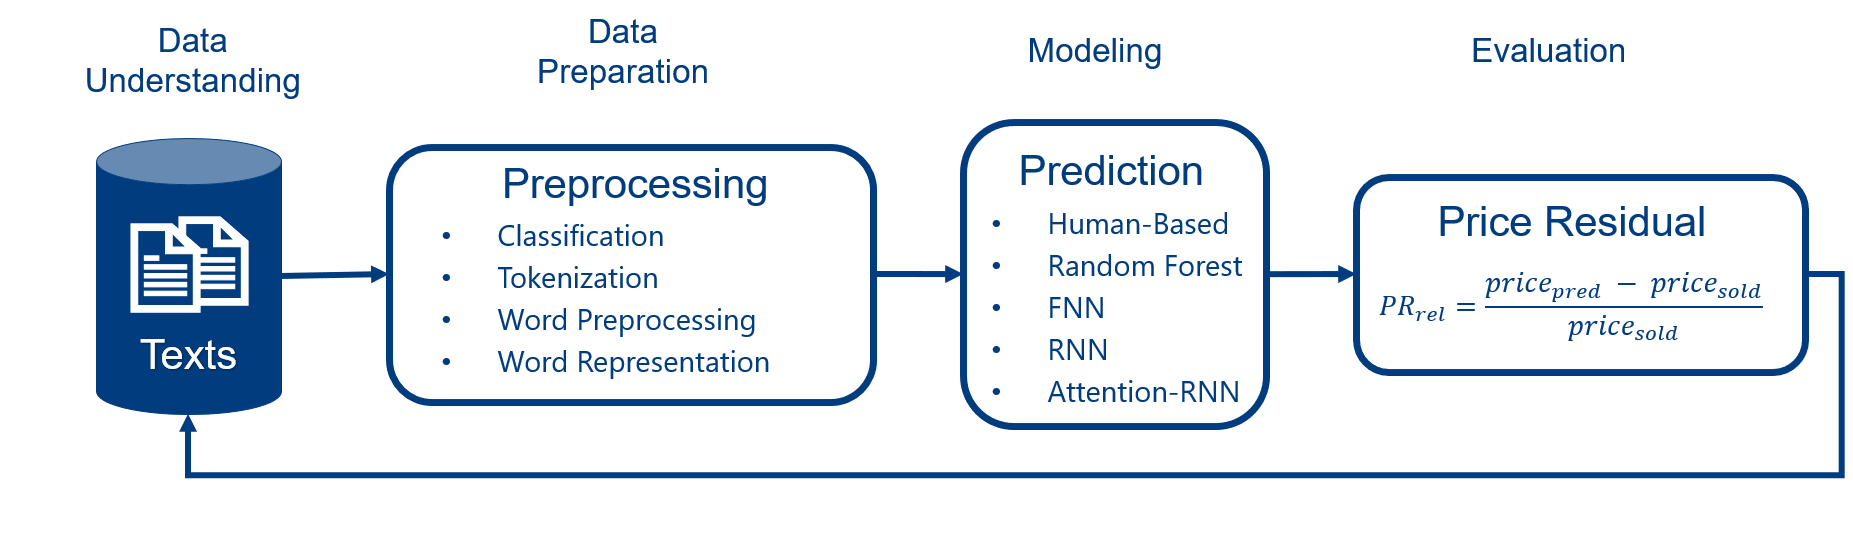 Data
Understanding
Data
Preparation
Modeling
Evaluation
Texts
Preprocessing
• Classification
• Tokenization
• Word Preprocessing
• Word Representation
Prediction
• Human-Based
• Random Forest
• FNN
• RNN
• Attention-RNN
Price Residual
PR_rel = (price_pred − price_sold) / price_sold